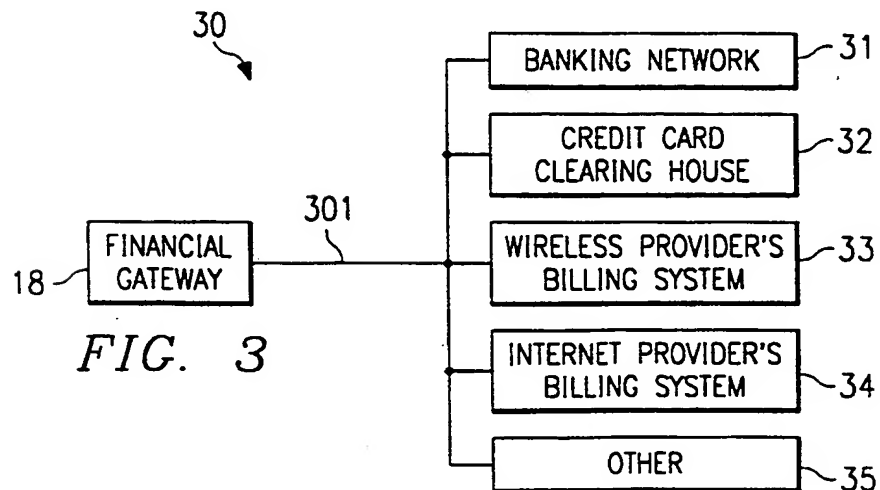 30
BANKING NETWORK
31
CREDIT CARD
CLEARING HOUSE
32
301
FINANCIAL
GATEWAY
18
WIRELESS PROVIDER'S
BILLING SYSTEM
33
FIG. 3
INTERNET PROVIDER'S
BILLING SYSTEM
34
OTHER
35